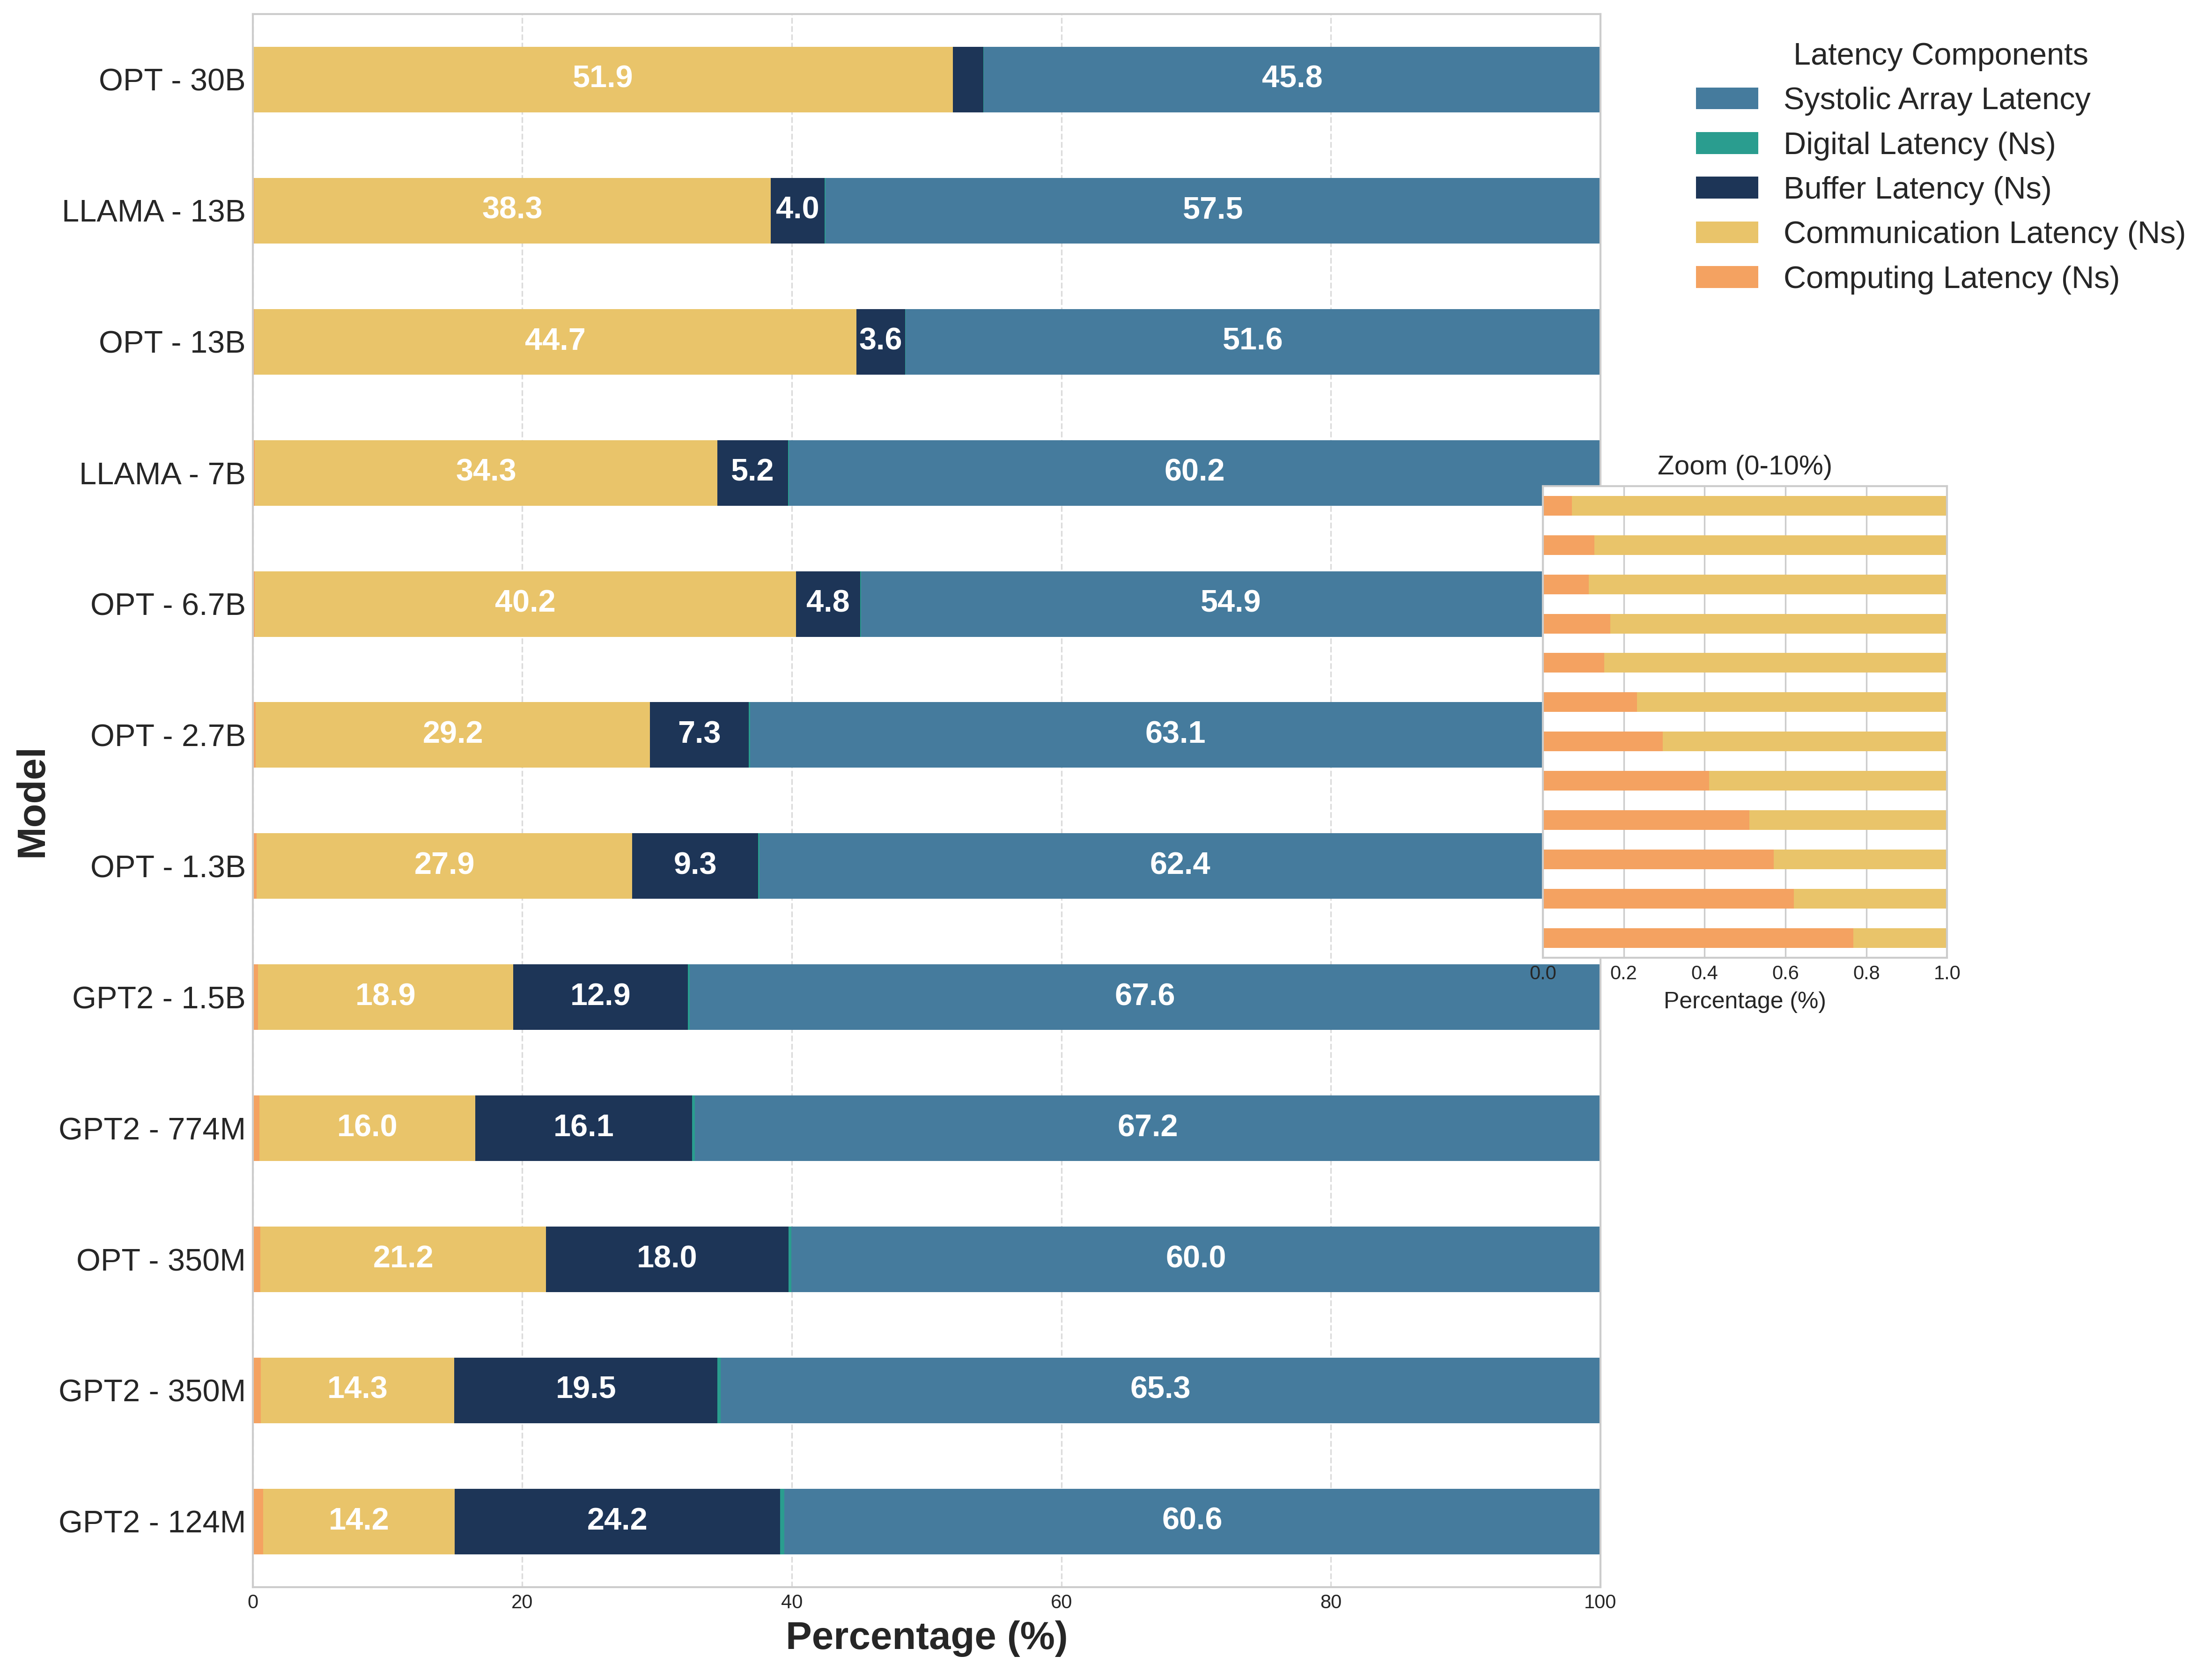 OPT - 30B
51.9
45.8
LLAMA - 13B
38.3
4.0
57.5
OPT - 13B
44.7
3.6
51.6
LLAMA - 7B
34.3
5.2
60.2
OPT - 6.7B
40.2
4.8
54.9
OPT - 2.7B
29.2
7.3
63.1
OPT - 1.3B
27.9
9.3
62.4
GPT2 - 1.5B
18.9
12.9
67.6
GPT2 - 774M
16.0
16.1
67.2
OPT - 350M
21.2
18.0
60.0
GPT2 - 350M
14.3
19.5
65.3
GPT2 - 124M
14.2
24.2
60.6
0 20 40 60 80 100
Percentage (%)
Model
Latency Components
Systolic Array Latency
Digital Latency (Ns)
Buffer Latency (Ns)
Communication Latency (Ns)
Computing Latency (Ns)
Zoom (0-10%)
0.0 0.2 0.4 0.6 0.8 1.0
Percentage (%)